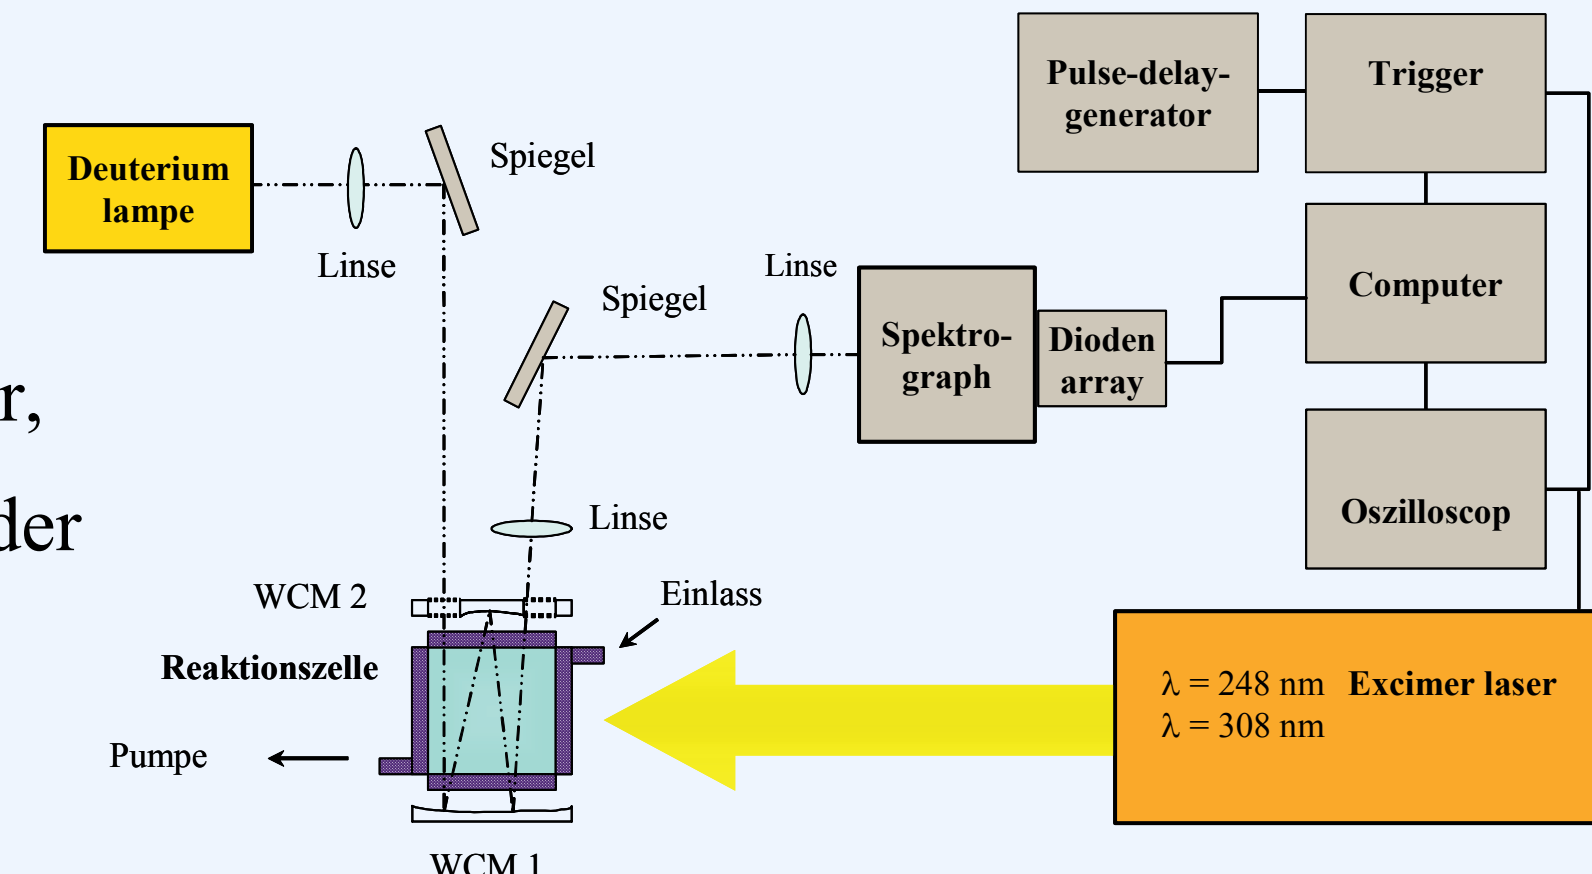 Pulse-delay-
generator
Trigger
Deuterium
lampe
Spiegel
Linse
Spiegel
Linse
Spektro-
graph
Dioden
array
Computer
r,
der
Linse
Oszilloscop
WCM 2
Einlass
Reaktionszelle
λ = 248 nm Excimer laser
λ = 308 nm
Pumpe
WCM 1